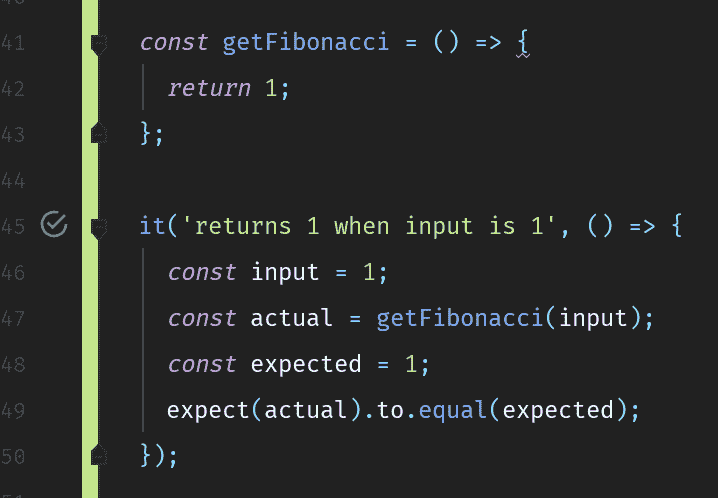 41 const getFibonacci = () => {
42 return 1;
43 };
44
45 it('returns 1 when input is 1', () => {
46 const input = 1;
47 const actual = getFibonacci(input);
48 const expected = 1;
49 expect(actual).to.equal(expected);
50 });